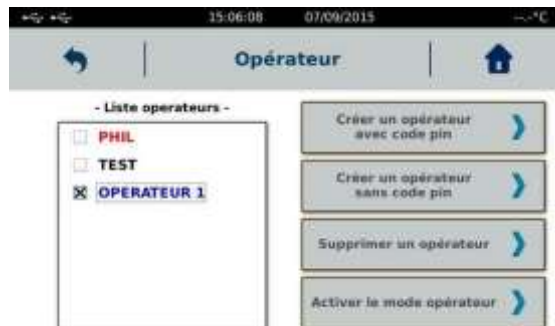 15:06:08 07/09/2015 --.-°C
Opérateur
- Liste operateurs -
PHIL
TEST
OPERATEUR 1
Créer un opérateur
avec code pin
Créer un opérateur
sans code pin
Supprimer un opérateur
Activer le mode opérateur